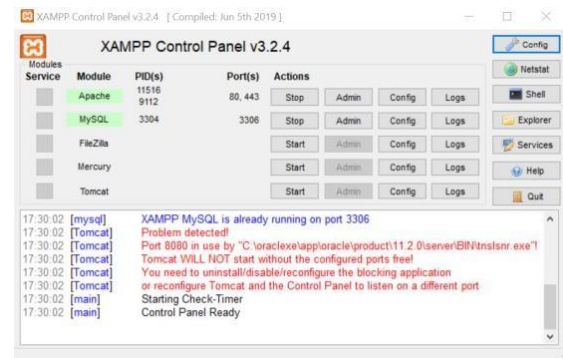 XAMPP Control Panel v3.2.4 [ Compiled: Jun 5th 2019 ]
XAMPP Control Panel v3.2.4
Config
Modules
Service Module PID(s) Port(s) Actions
Netstat
Apache 11516 9112 80, 443 Stop Admin Config Logs
Shell
MySQL 3304 3306 Stop Admin Config Logs
Explorer
FileZilla Start Admin Config Logs
Services
Mercury Start Admin Config Logs
Help
Tomcat Start Admin Config Logs
Quit
17:30:02 [mysql] XAMPP MySQL is already running on port 3306
17:30:02 [Tomcat] Problem detected!
17:30:02 [Tomcat] Port 8080 in use by "C:\oraclexe\app\oracle\product\11.2.0\server\BIN\tnslsnr.exe"!
17:30:02 [Tomcat] Tomcat WILL NOT start without the configured ports free!
17:30:02 [Tomcat] You need to uninstall/disable/reconfigure the blocking application
17:30:02 [Tomcat] or reconfigure Tomcat and the Control Panel to listen on a different port
17:30:02 [main] Starting Check-Timer
17:30:02 [main] Control Panel Ready